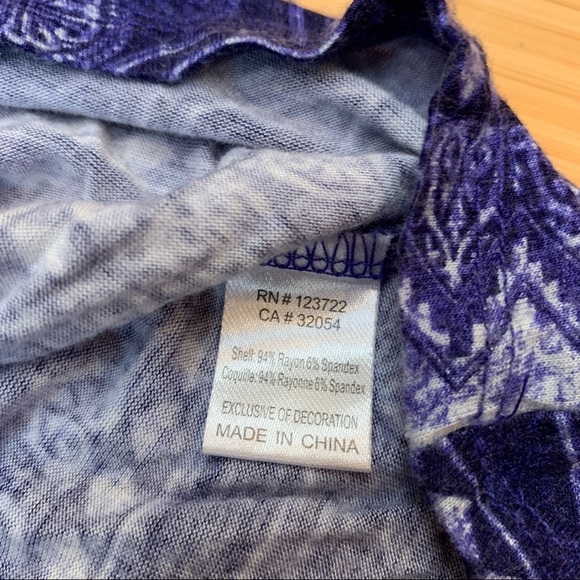 RN # 123722
CA # 32054
Shell: 94% Rayon 6% Spandex
Coquille: 94% Rayonne 6% Spandex
EXCLUSIVE OF DECORATION
MADE IN CHINA